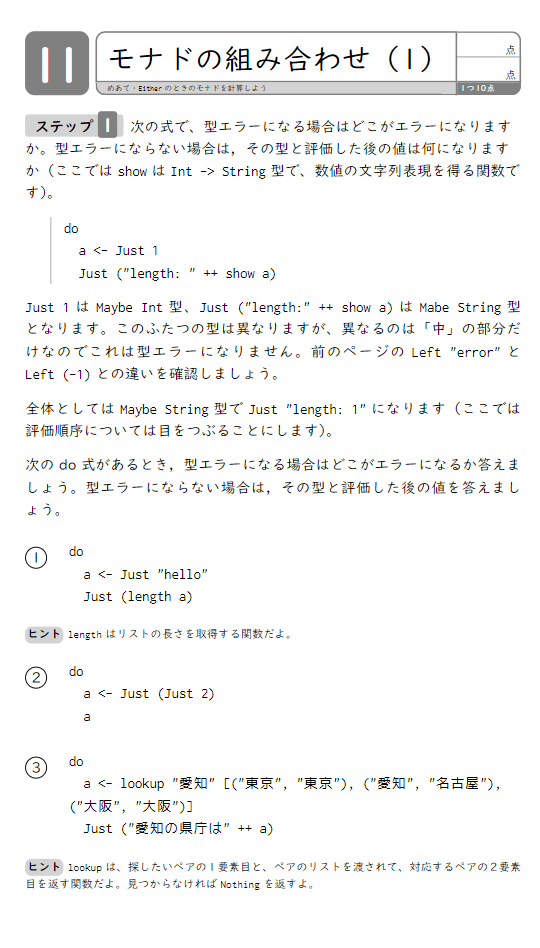 11
モナドの組み合わせ（1）
点
点
めあて・Either のときのモナドを計算しよう
1つ10点
ステップ 1 次の式で、型エラーになる場合はどこがエラーになります
か。型エラーにならない場合は，その型と評価した後の値は何になります
か（ここでは show は Int -> String 型で、数値の文字列表現を得る関数で
す）。
do
a <- Just 1
Just ("length: " ++ show a)
Just 1 は Maybe Int 型、Just ("length:" ++ show a) は Mabe String 型
となります。このふたつの型は異なりますが、異なるのは「中」の部分だ
けなのでこれは型エラーになりません。前のページの Left "error" と
Left (-1) との違いを確認しましょう。
全体としては Maybe String 型で Just "length: 1" になります（ここでは
評価順序については目をつぶることにします）。
次の do 式があるとき，型エラーになる場合はどこがエラーになるか答えま
しょう。型エラーにならない場合は，その型と評価した後の値を答えまし
ょう。
① do
a <- Just "hello"
Just (length a)
ヒント length はリストの長さを取得する関数だよ。
② do
a <- Just (Just 2)
a
③ do
a <- lookup "愛知" [("東京", "東京"), ("愛知", "名古屋"),
("大阪", "大阪")]
Just ("愛知の県庁は" ++ a)
ヒント lookup は、探したいペアの1要素目と、ペアのリストを渡されて、対応するペアの2要素
目を返す関数だよ。見つからなければ Nothing を返すよ。